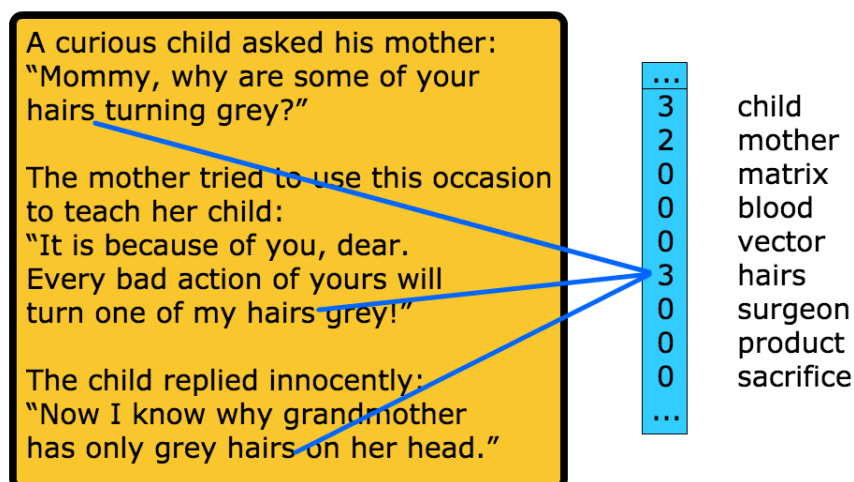 A curious child asked his mother:
“Mommy, why are some of your
hairs turning grey?”
The mother tried to use this occasion
to teach her child:
“It is because of you, dear.
Every bad action of yours will
turn one of my hairs grey!”
The child replied innocently:
“Now I know why grandmother
has only grey hairs on her head.”
...
3 child
2 mother
0 matrix
0 blood
0 vector
3 hairs
0 surgeon
0 product
0 sacrifice
...